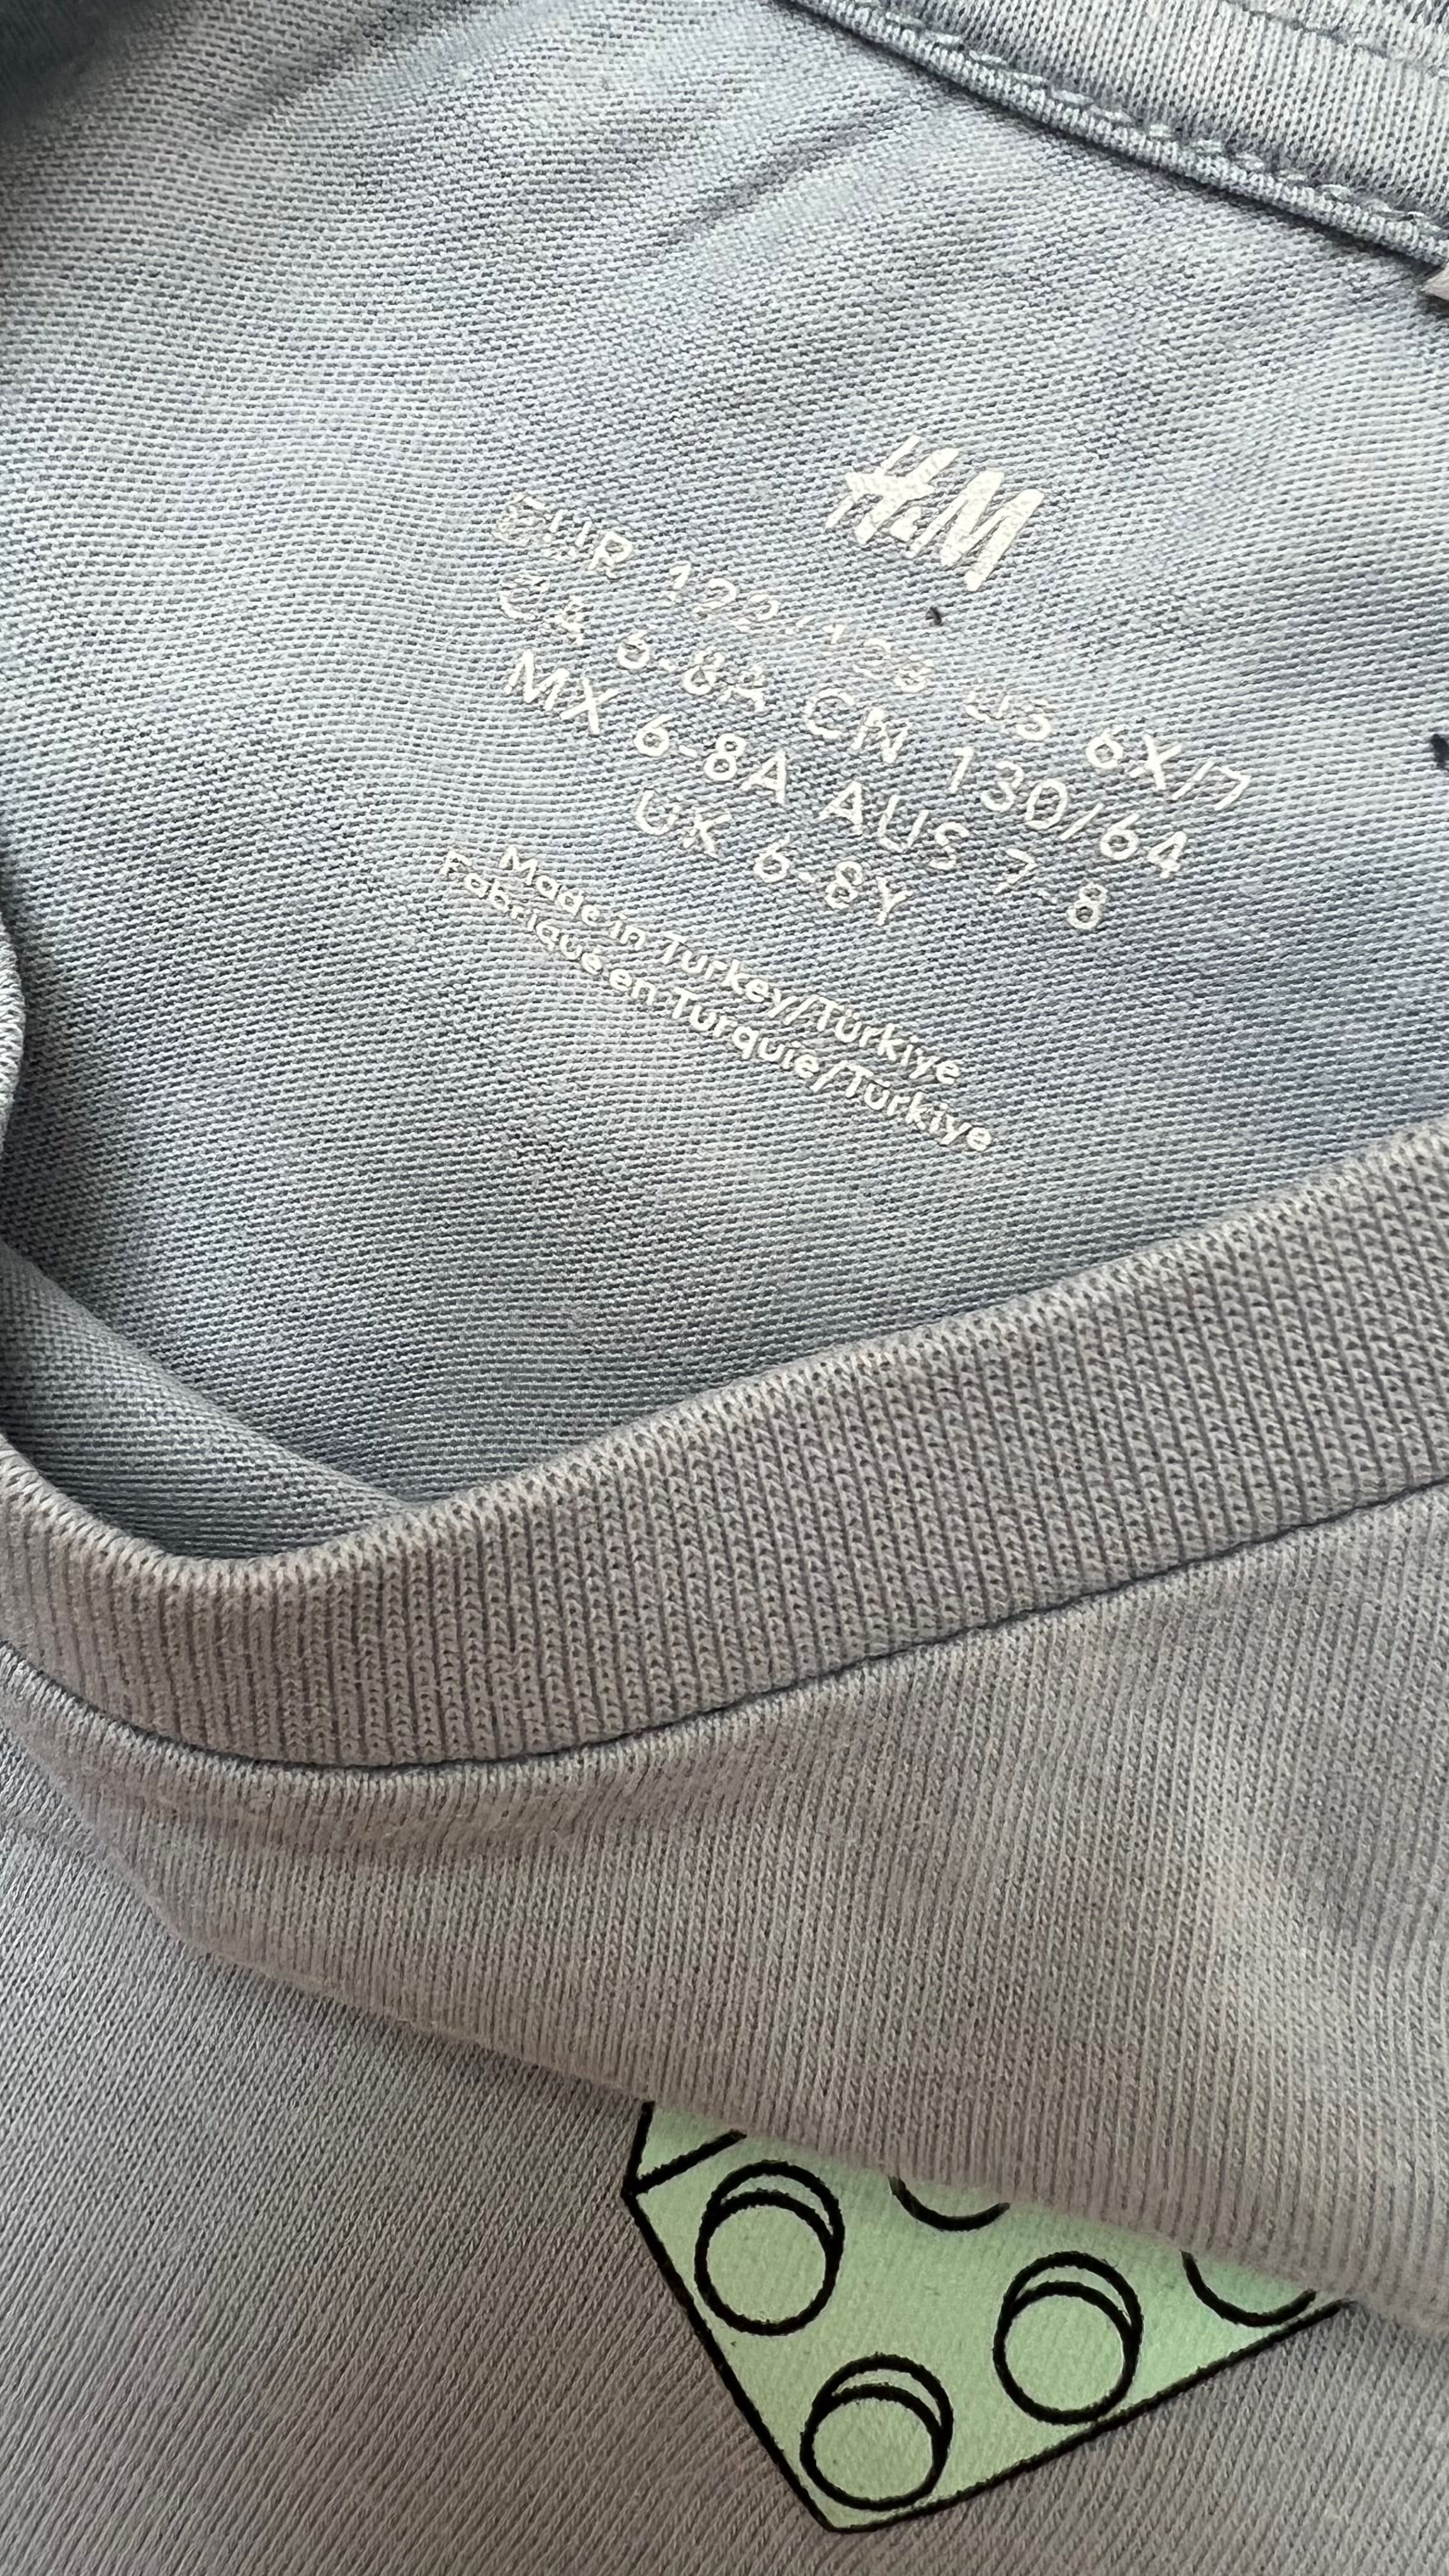 H&M
EUR 122/128 US 6X/7
CA 6-8A CN 130/64
MX 6-8A AUS 7-8
UK 6-8Y
Made in Turkey/Türkiye
Fabriqué en Turquie/Türkiye